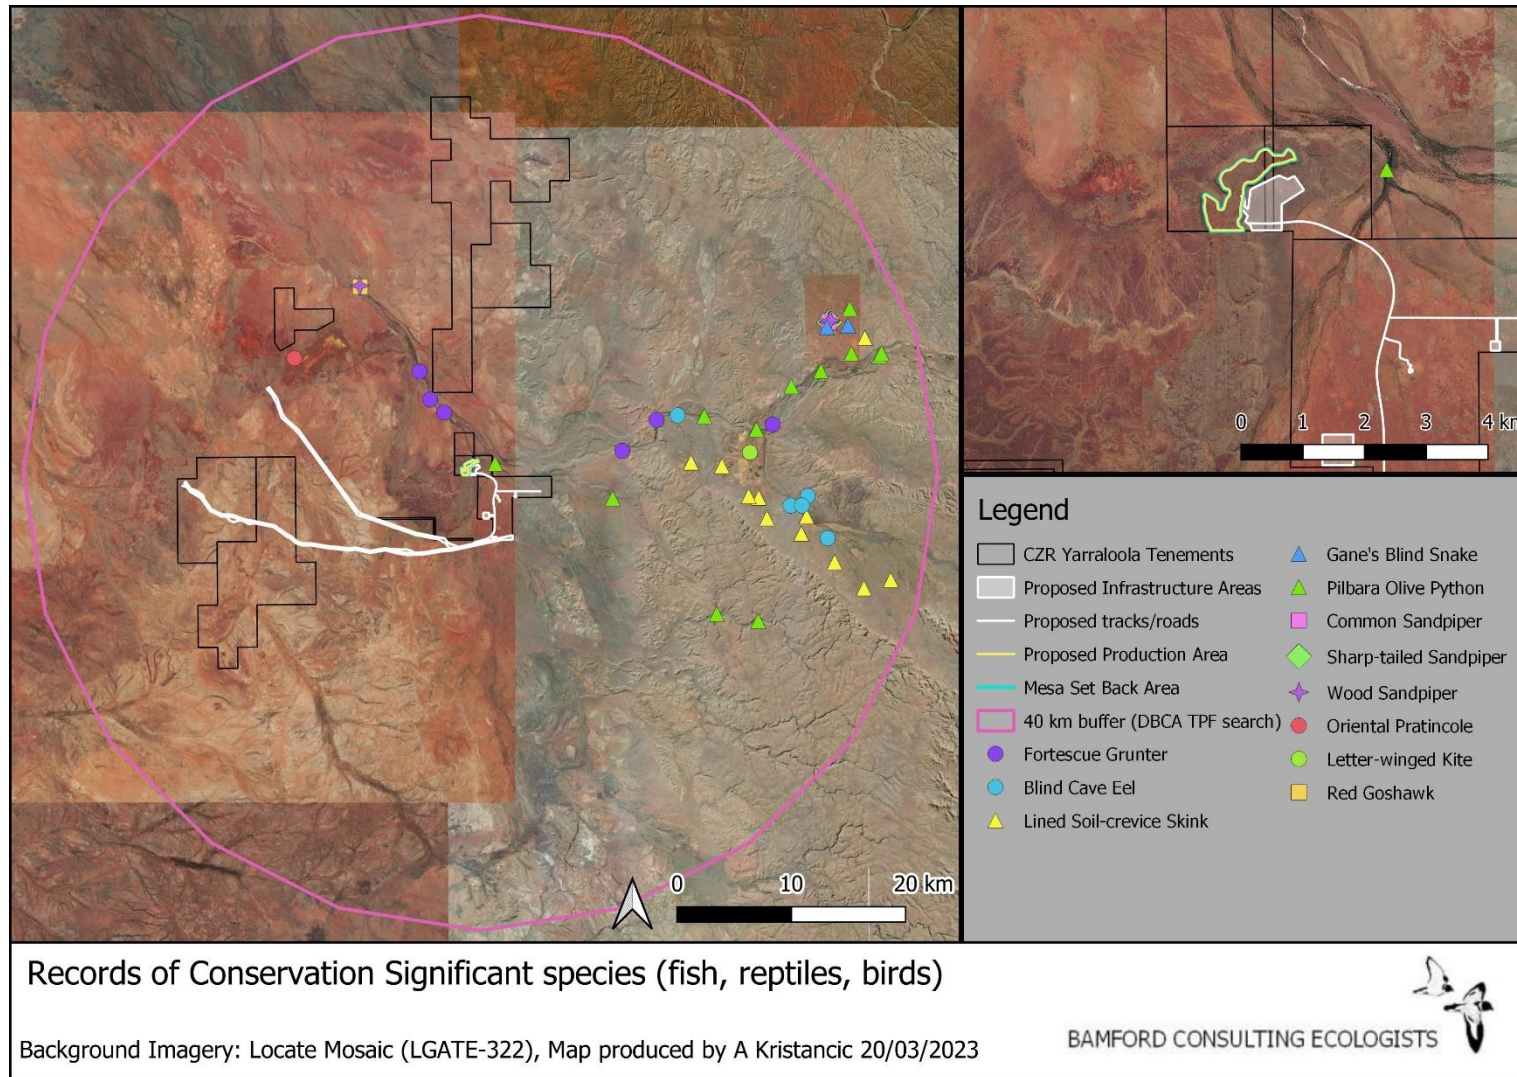 0 10 20 km
0 1 2 3 4 km
Legend
CZR Yarraloola Tenements
Proposed Infrastructure Areas
Proposed tracks/roads
Proposed Production Area
Mesa Set Back Area
40 km buffer (DBCA TPF search)
Fortescue Grunter
Blind Cave Eel
Lined Soil-crevice Skink
Gane's Blind Snake
Pilbara Olive Python
Common Sandpiper
Sharp-tailed Sandpiper
Wood Sandpiper
Oriental Pratincole
Letter-winged Kite
Red Goshawk
Records of Conservation Significant species (fish, reptiles, birds)
Background Imagery: Locate Mosaic (LGATE-322), Map produced by A Kristancic 20/03/2023
BAMFORD CONSULTING ECOLOGISTS